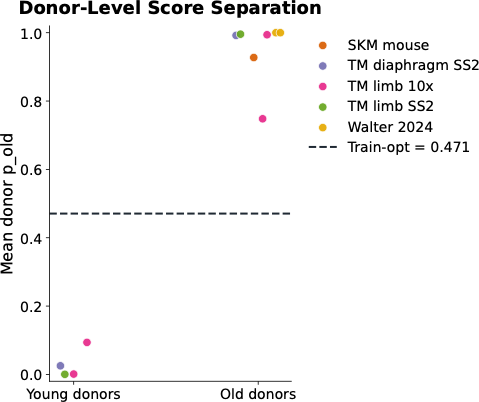 Donor-Level Score Separation
1.0
0.8
0.6
0.4
0.2
0.0
Mean donor p_old
Young donors
Old donors
SKM mouse
TM diaphragm SS2
TM limb 10x
TM limb SS2
Walter 2024
Train-opt = 0.471